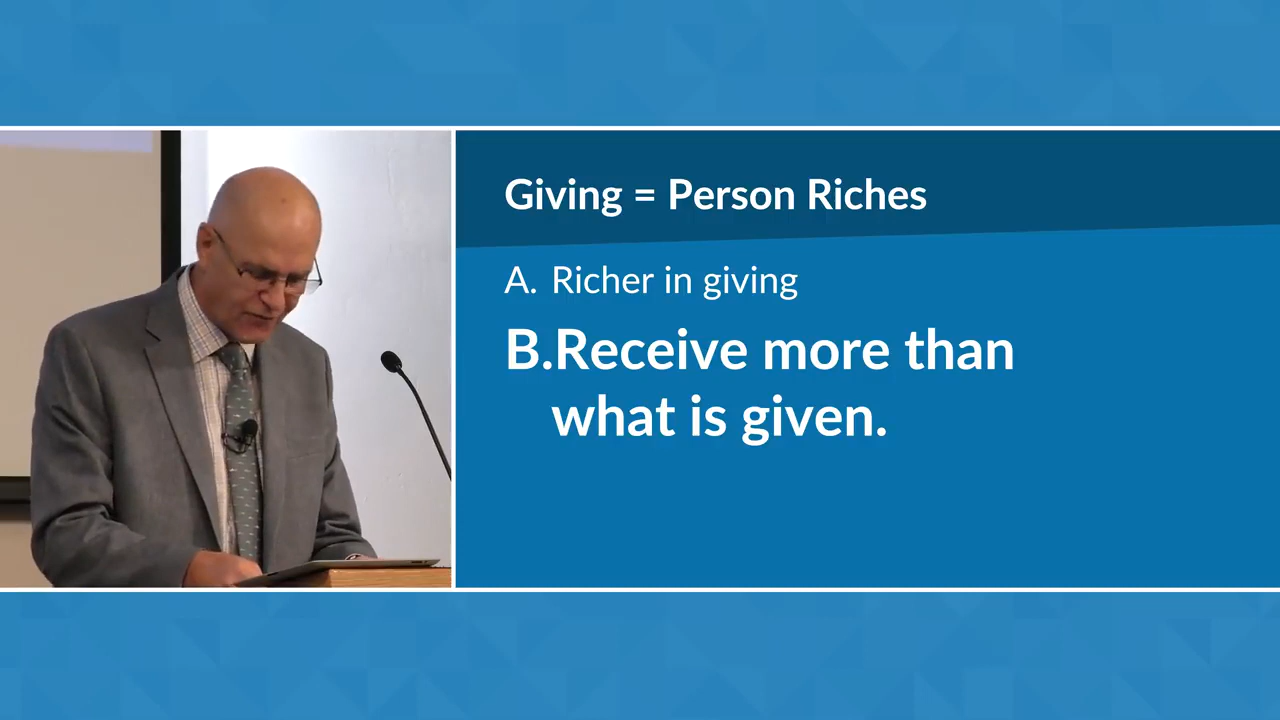 Giving = Person Riches
A. Richer in giving
B.Receive more than
what is given.